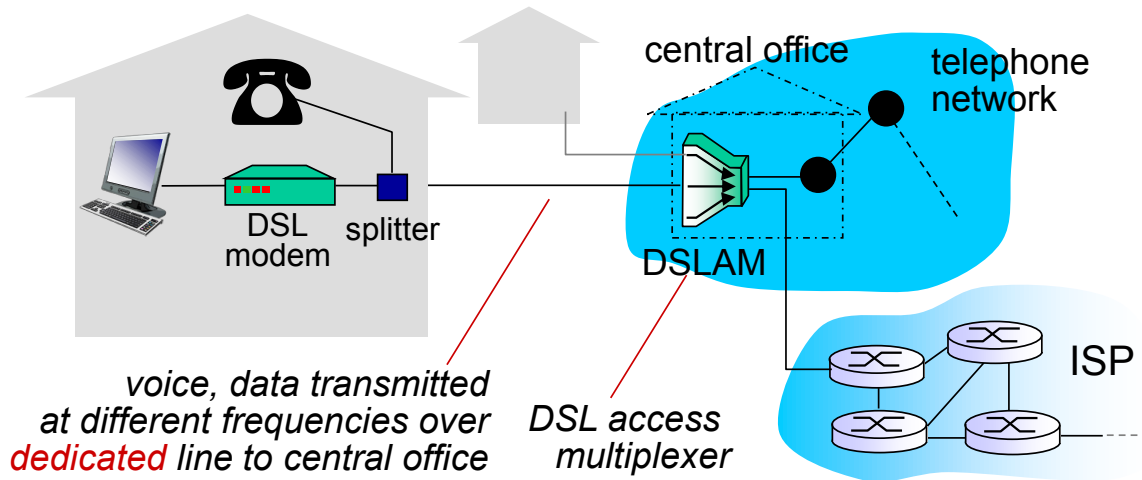 central office
telephone
network
DSL
modem
splitter
DSLAM
ISP
voice, data transmitted
at different frequencies over
dedicated line to central office
DSL access
multiplexer